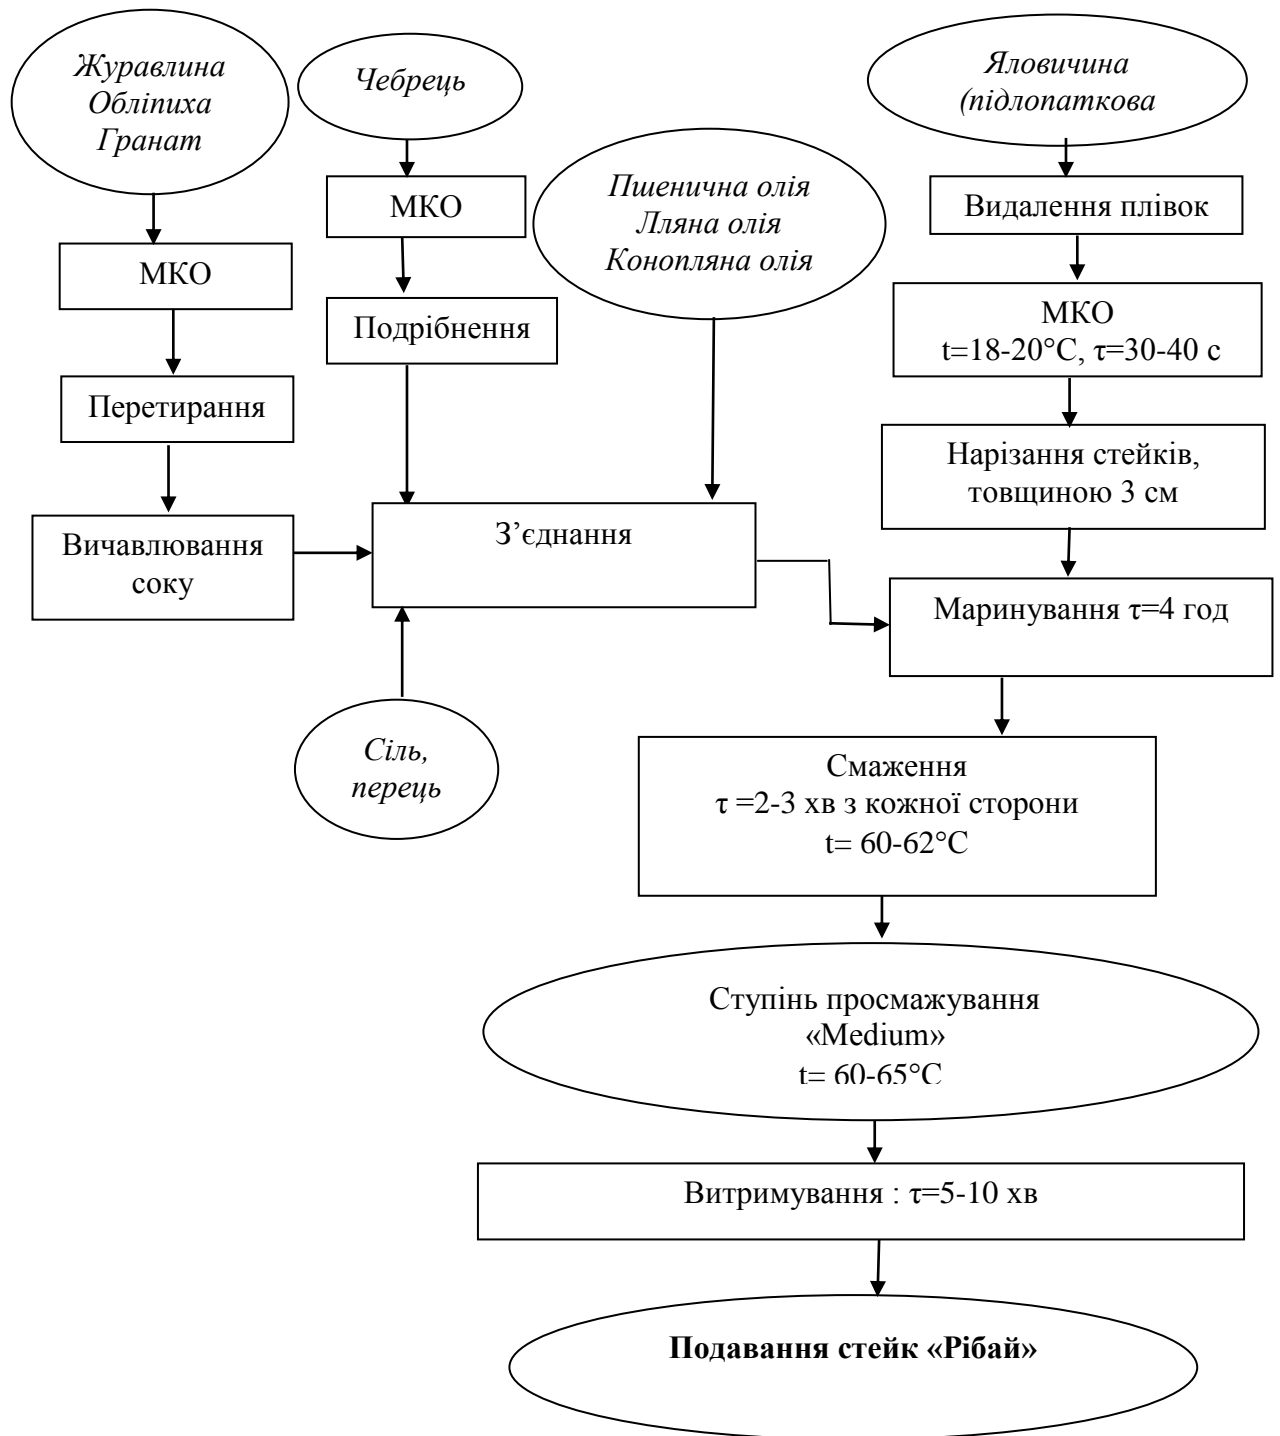 Журавлина
Обліпиха
Гранат
Чебрець
Яловичина
(підлопаткова
МКО
Пшенична олія
Лляна олія
Конопляна олія
Видалення плівок
МКО
Подрібнення
МКО
t=18-20°С, τ=30-40 с
Перетирання
Нарізання стейків,
товщиною 3 см
Вичавлювання
соку
З’єднання
Маринування τ=4 год
Сіль,
перець
Смаження
τ =2-3 хв з кожної сторони
t= 60-62°С
Ступінь просмажування
«Medium»
t= 60-65°С
Витримування : τ=5-10 хв
Подавання стейк «Рібай»